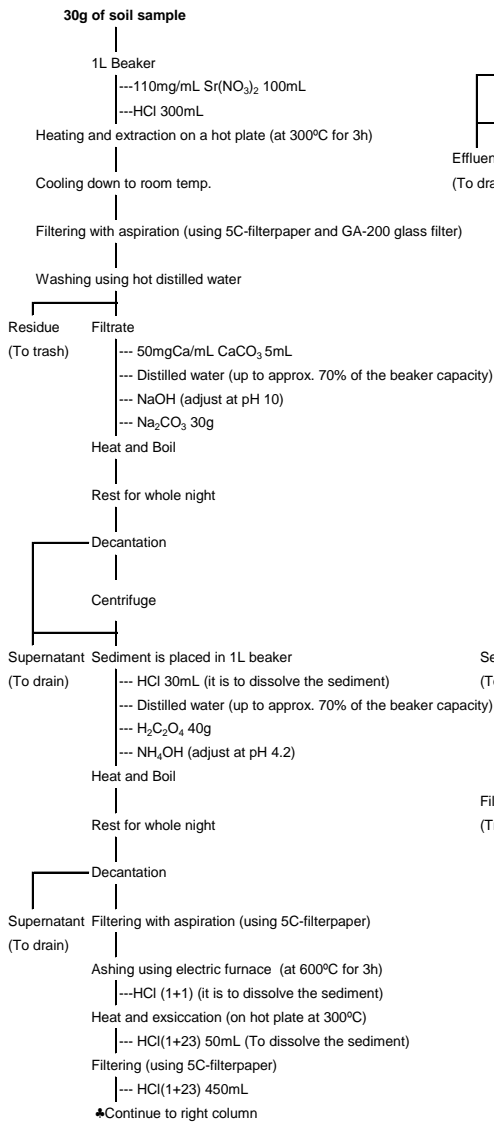 30g of soil sample
1L Beaker
---110mg/mL Sr(NO₃)₂ 100mL
---HCl 300mL
Heating and extraction on a hot plate (at 300ºC for 3h)
Cooling down to room temp.
Filtering with aspiration (using 5C-filterpaper and GA-200 glass filter)
Washing using hot distilled water
Residue Filtrate
(To trash)
--- 50mgCa/mL CaCO₃ 5mL
--- Distilled water (up to approx. 70% of the beaker capacity)
--- NaOH (adjust at pH 10)
--- Na₂CO₃ 30g
Heat and Boil
Rest for whole night
Decantation
Centrifuge
Supernatant Sediment is placed in 1L beaker
(To drain)
--- HCl 30mL (it is to dissolve the sediment)
--- Distilled water (up to approx. 70% of the beaker capacity)
--- H₂C₂O₄ 40g
--- NH₄OH (adjust at pH 4.2)
Heat and Boil
Rest for whole night
Decantation
Supernatant Filtering with aspiration (using 5C-filterpaper)
(To drain)
Ashing using electric furnace (at 600ºC for 3h)
---HCl (1+1) (it is to dissolve the sediment)
Heat and exsiccation (on hot plate at 300ºC)
--- HCl(1+23) 50mL (To dissolve the sediment)
Filtering (using 5C-filterpaper)
--- HCl(1+23) 450mL
♣Continue to right column